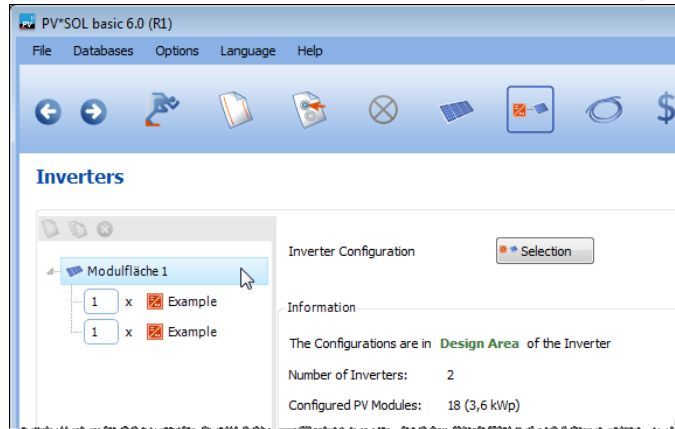 PV*SOL basic 6.0 (R1)
File Databases Options Language Help
$
Inverters
Inverter Configuration Selection
Modulfläche 1
1 x Example
1 x Example
Information
The Configurations are in Design Area of the Inverter
Number of Inverters: 2
Configured PV Modules: 18 (3,6 kWp)